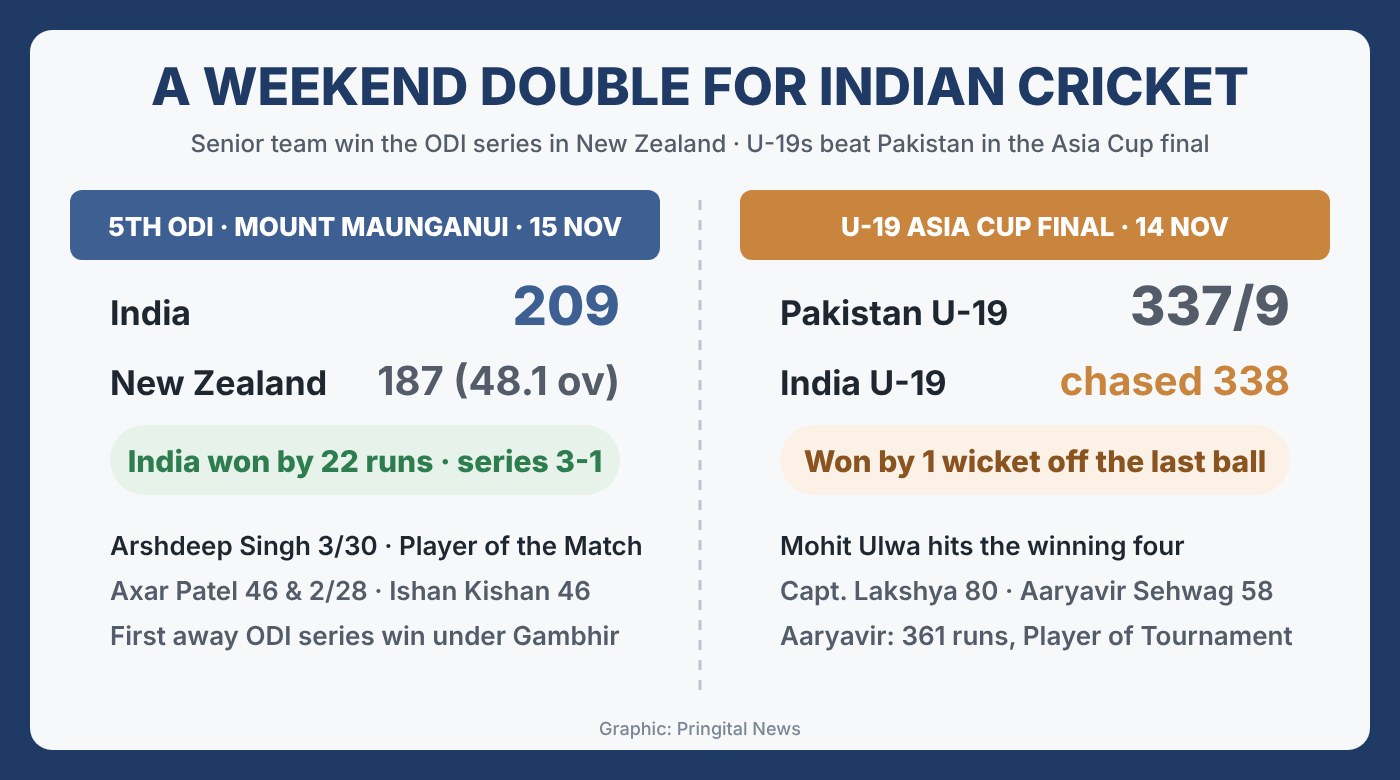 A WEEKEND DOUBLE FOR INDIAN CRICKET
Senior team win the ODI series in New Zealand · U-19s beat Pakistan in the Asia Cup final
5TH ODI · MOUNT MAUNGANUI · 15 NOV
India 209
New Zealand 187 (48.1 ov)
India won by 22 runs · series 3-1
Arshdeep Singh 3/30 · Player of the Match
Axar Patel 46 & 2/28 · Ishan Kishan 46
First away ODI series win under Gambhir
U-19 ASIA CUP FINAL · 14 NOV
Pakistan U-19 337/9
India U-19 chased 338
Won by 1 wicket off the last ball
Mohit Ulwa hits the winning four
Capt. Lakshya 80 · Aaryavir Sehwag 58
Aaryavir: 361 runs, Player of Tournament
Graphic: Pringital News